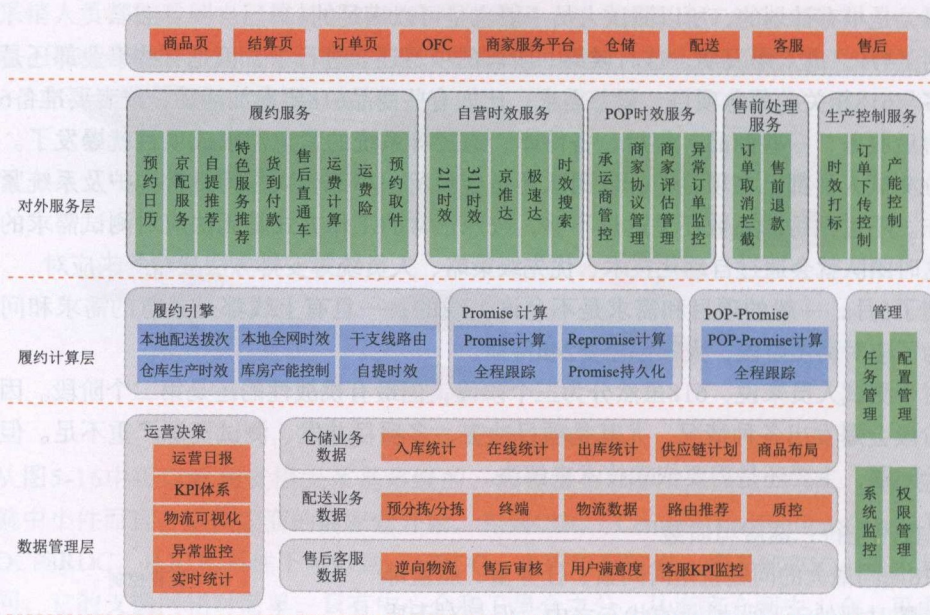 商品页 结算页 订单页 OFC 商家服务平台 仓储 配送 客服 售后
对外服务层
履约服务
预约日历
京配服务
自提推荐
特色服务推荐
货到付款
售后直通车
运费计算
运费险
预约取件
自营时效服务
211时效
311时效
京准达
极速达
时效搜索
POP时效服务
承运商管控
商家协议管理
商家评估管理
异常订单监控
售前处理
服务
订单取消拦截
售前退款
生产控制服务
时效打标
订单下传控制
产能控制
履约计算层
履约引擎
本地配送拨次 本地全网时效 干支线路由
仓库生产时效 库房产能控制 自提时效
Promise 计算
Promise计算 Repromise计算
全程跟踪 Promise持久化
POP-Promise
POP-Promise计算
全程跟踪
管理
任务管理
配置管理
系统监控
权限管理
数据管理层
运营决策
运营日报
KPI体系
物流可视化
异常监控
实时统计
仓储业务
数据
入库统计 在线统计 出库统计 供应链计划 商品布局
配送业务
数据
预分拣/分拣 终端 物流数据 路由推荐 质控
售后客服
数据
逆向物流 售后审核 用户满意度 客服KPI监控